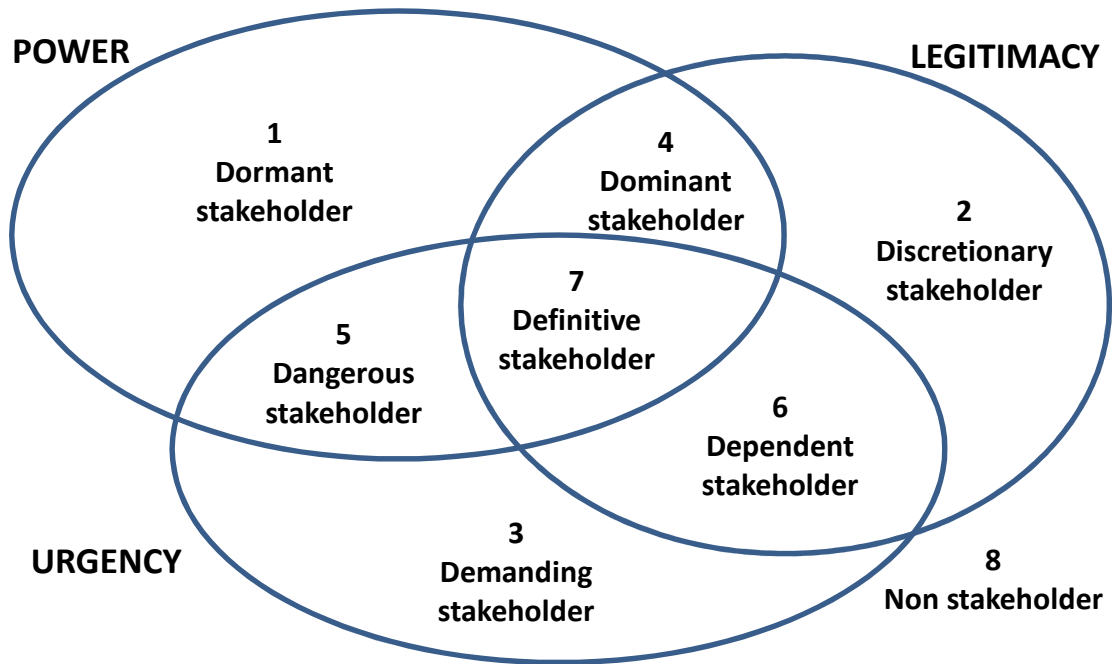 POWER
LEGITIMACY
1
Dormant
stakeholder
4
Dominant
stakeholder
2
Discretionary
stakeholder
7
Definitive
stakeholder
5
Dangerous
stakeholder
6
Dependent
stakeholder
URGENCY
3
Demanding
stakeholder
8
Non stakeholder